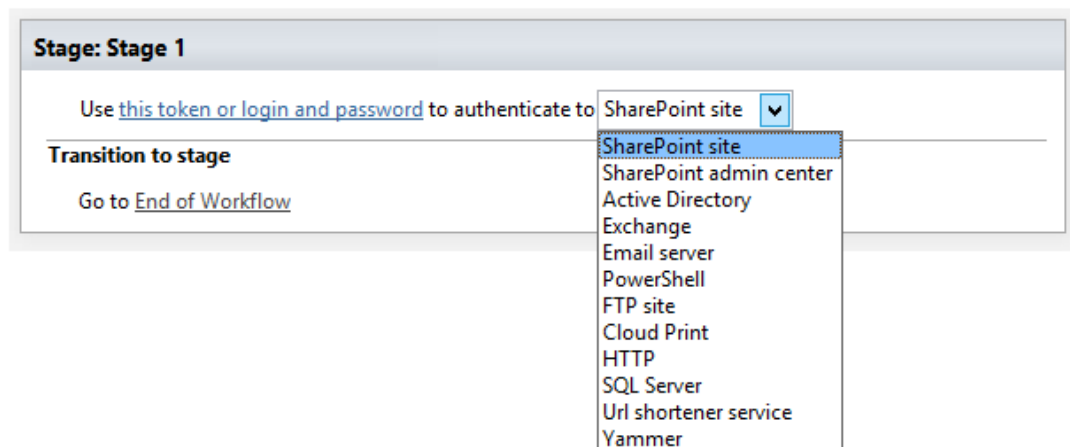 Stage: Stage 1
Use this token or login and password to authenticate to SharePoint site
SharePoint site
Transition to stage
SharePoint admin center
Go to End of Workflow
Active Directory
Exchange
Email server
PowerShell
FTP site
Cloud Print
HTTP
SQL Server
Url shortener service
Yammer